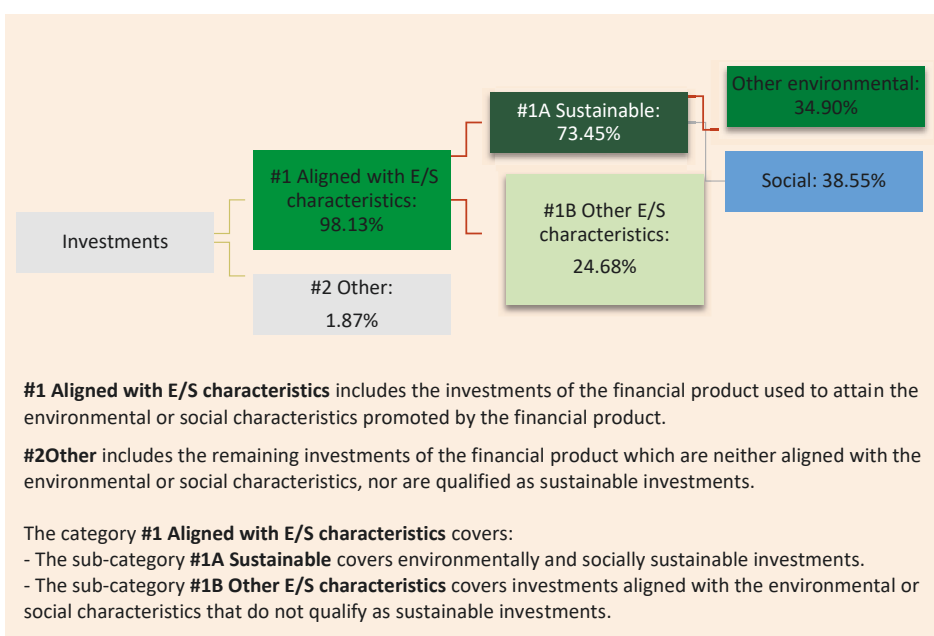 Investments
#1 Aligned with E/S
characteristics:
98.13%
#2 Other:
1.87%
#1A Sustainable:
73.45%
#1B Other E/S
characteristics:
24.68%
Other environmental:
34.90%
Social: 38.55%
#1 Aligned with E/S characteristics includes the investments of the financial product used to attain the
environmental or social characteristics promoted by the financial product.
#2Other includes the remaining investments of the financial product which are neither aligned with the
environmental or social characteristics, nor are qualified as sustainable investments.
The category #1 Aligned with E/S characteristics covers:
- The sub-category #1A Sustainable covers environmentally and socially sustainable investments.
- The sub-category #1B Other E/S characteristics covers investments aligned with the environmental or
social characteristics that do not qualify as sustainable investments.